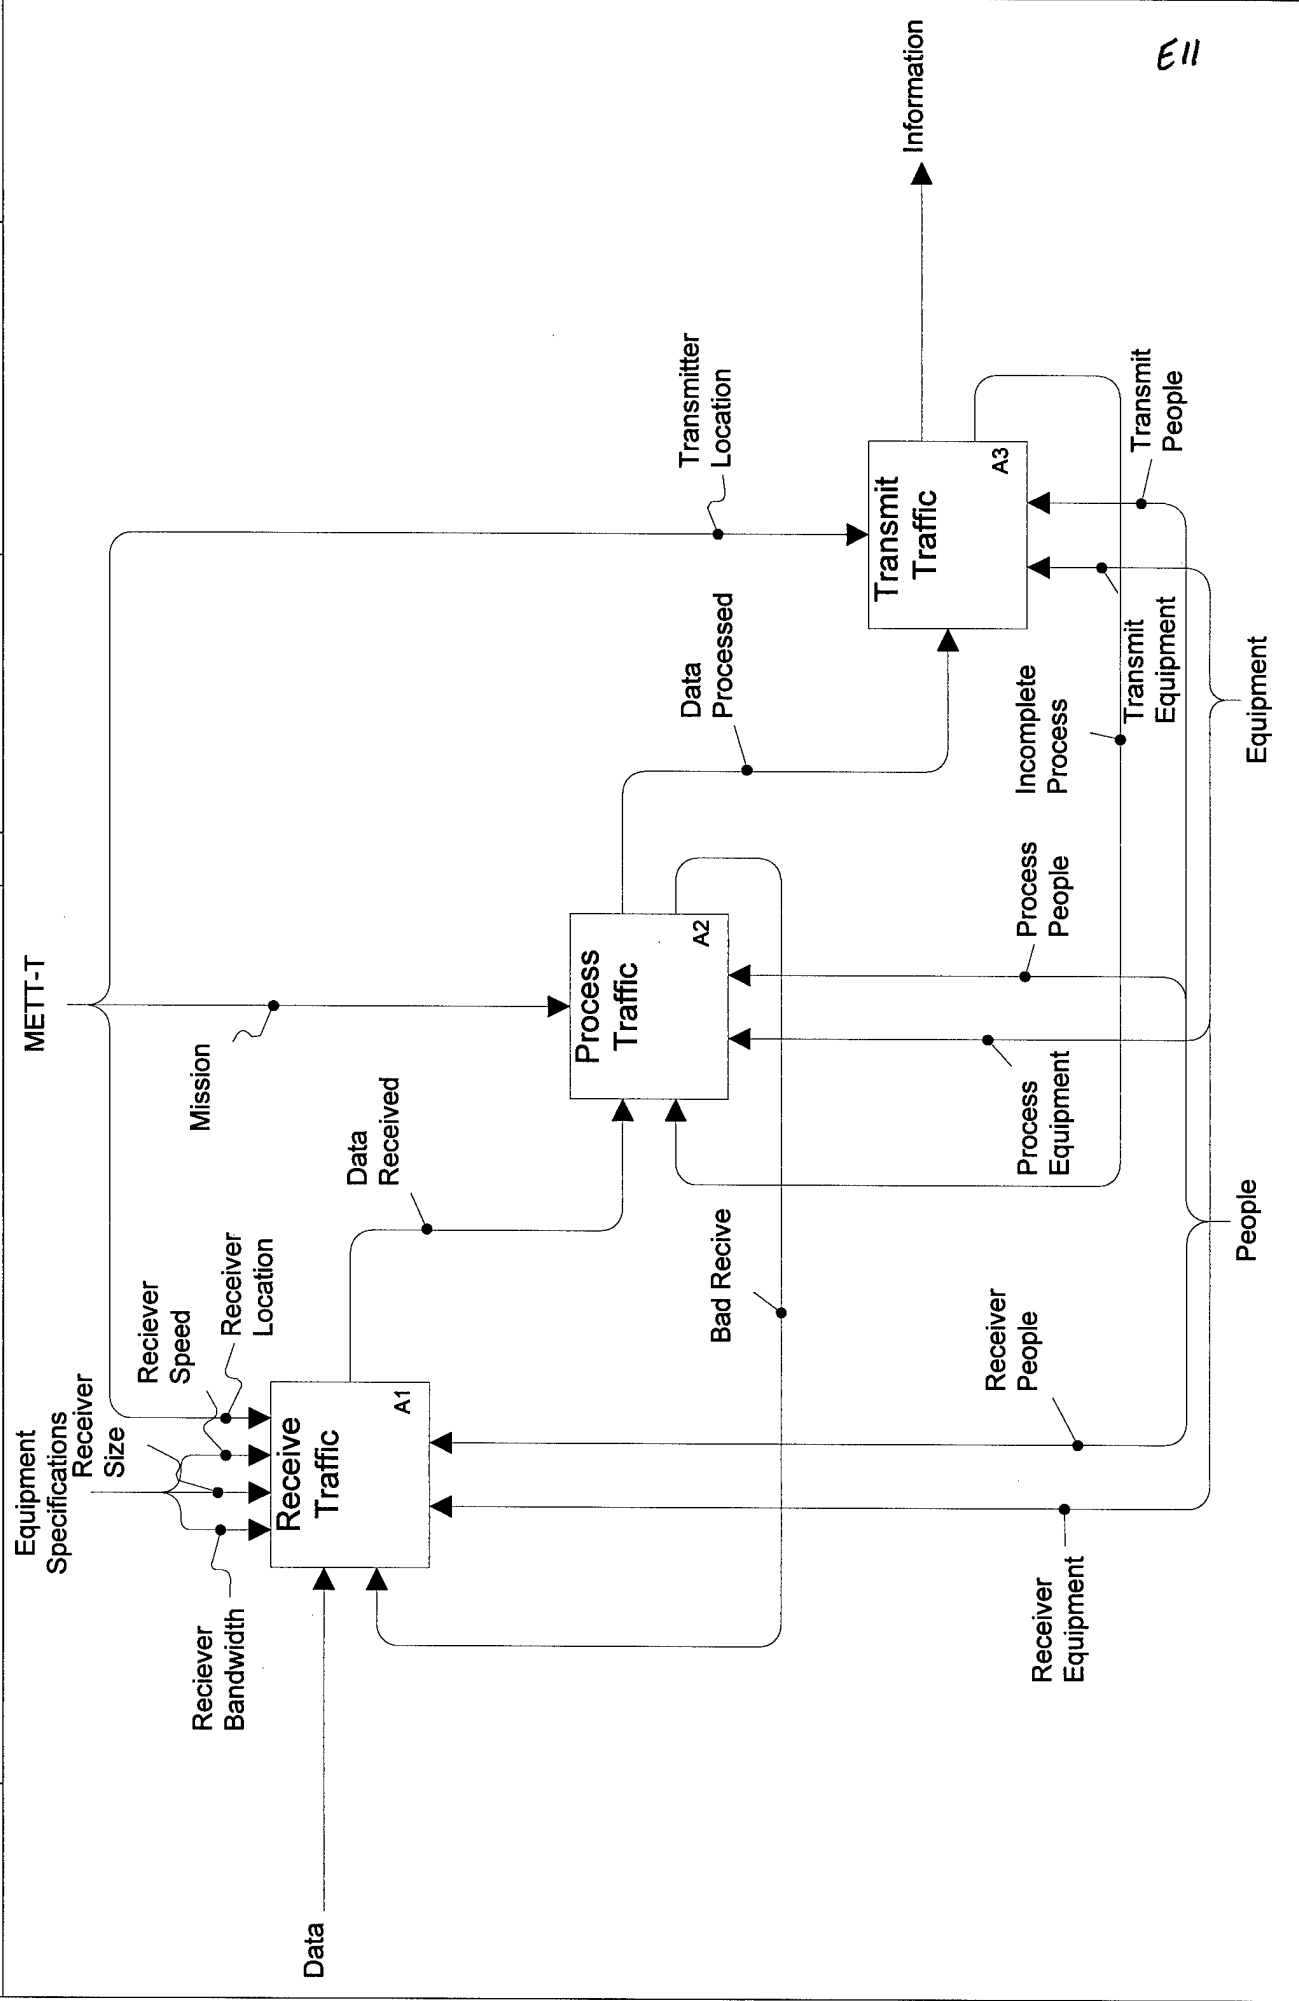 METT-T
Equipment
Specifications
Receiver
Size
Reciever
Speed
Receiver
Location
Reciever
Bandwidth
Mission
Transmitter
Location
Data
Receive
Traffic
A1
Data
Received
Process
Traffic
A2
Data
Processed
Transmit
Traffic
A3
Information
Bad Recive
Receiver
Equipment
Receiver
People
Process
Equipment
Process
People
Incomplete
Process
Transmit
Equipment
Transmit
People
People
Equipment
E11